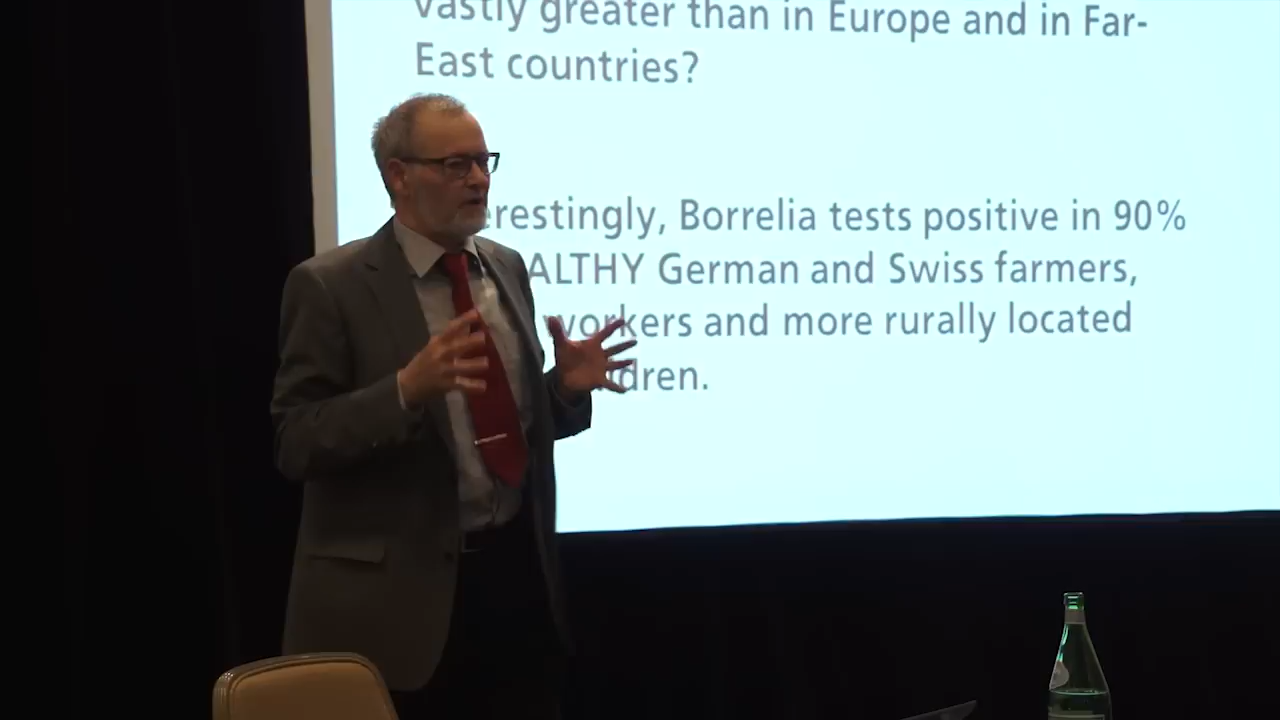 vastly greater than in Europe and in Far-
East countries?
erestingly, Borrelia tests positive in 90%
ALTHY German and Swiss farmers,
workers and more rurally located
dren.